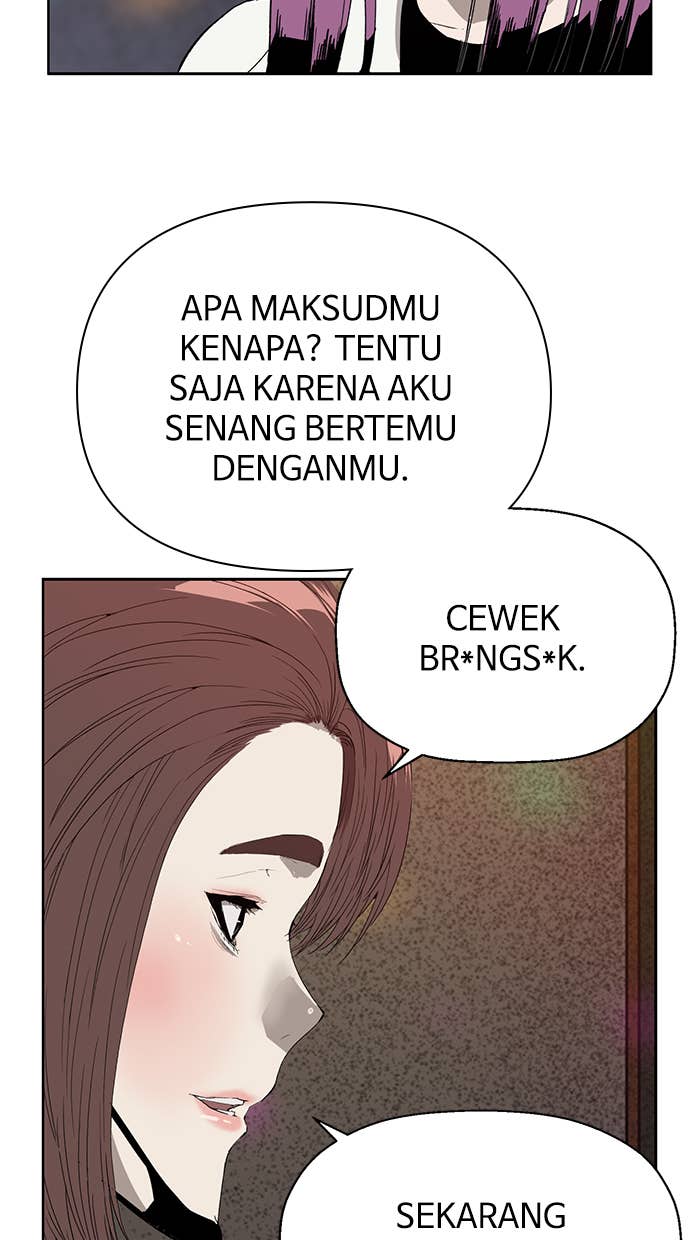 APA MAKSUDMU
KENAPA? TENTU
SAJA KARENA AKU
SENANG BERTEMU
DENGANMU.
CEWEK
BR*NGS*K.
SEKARANG